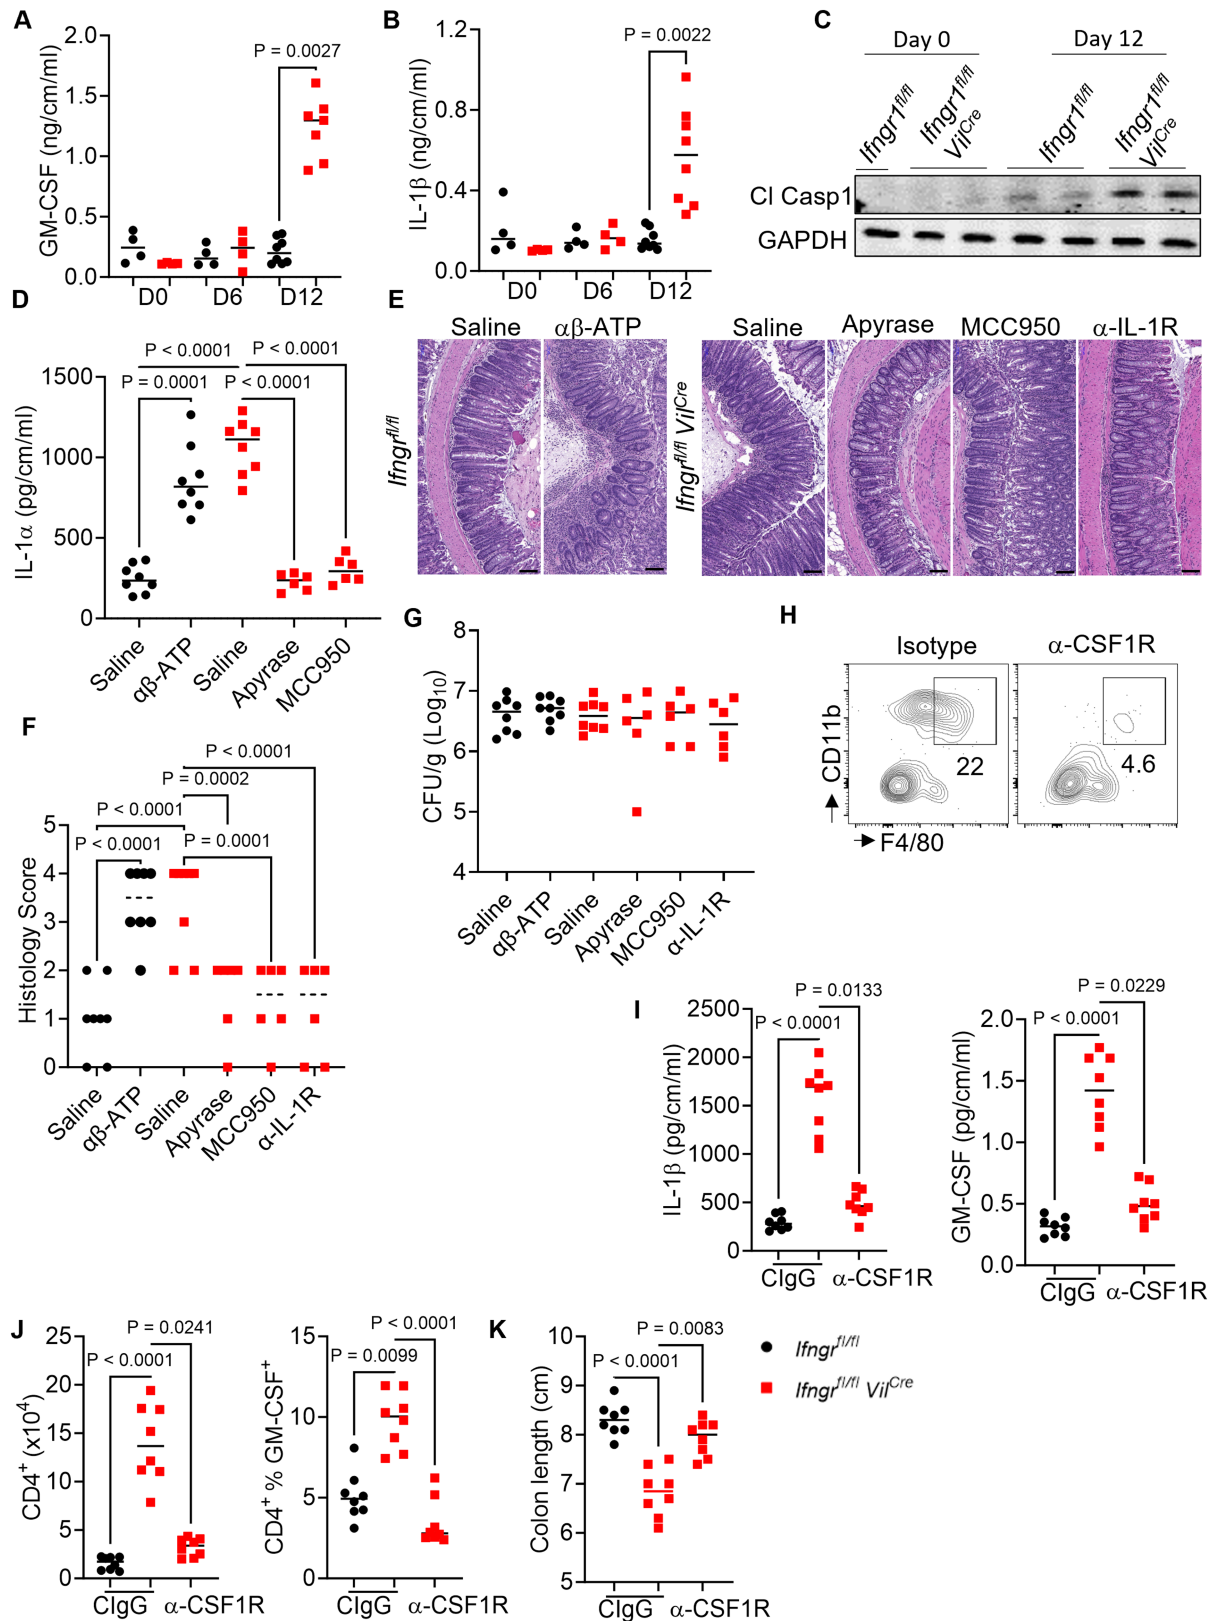 A
GM-CSF (ng/cm/ml)
2.0
1.5
1.0
0.5
0.0
P = 0.0027
D0
D6
D12
B
IL-1β (ng/cm/ml)
1.2
0.8
0.4
0.0
P = 0.0022
D0
D6
D12
C
Day 0
Day 12
Ifngr1fl/fl
Ifngr1fl/fl
VilCre
Ifngr1fl/fl
Ifngr1fl/fl
VilCre
Cl Casp1
GAPDH
D
IL-1α (pg/cm/ml)
1500
1000
500
0
P < 0.0001
P < 0.0001
P = 0.0001
P < 0.0001
Saline
αβ-ATP
Saline
Apyrase
MCC950
E
Saline
αβ-ATP
Saline
Apyrase
MCC950
α-IL-1R
Ifngrfl/fl
Ifngrfl/fl VilCre
F
Histology Score
5
4
3
2
1
0
P < 0.0001
P = 0.0002
P < 0.0001
P < 0.0001
P = 0.0001
Saline
αβ-ATP
Saline
Apyrase
MCC950
α-IL-1R
G
CFU/g (Log10)
8
7
6
5
4
Saline
αβ-ATP
Saline
Apyrase
MCC950
α-IL-1R
H
Isotype
α-CSF1R
CD11b
F4/80
22
4.6
I
IL-1β (pg/cm/ml)
2500
2000
1500
1000
500
0
P = 0.0133
P < 0.0001
CIgG
α-CSF1R
GM-CSF (pg/cm/ml)
2.0
1.5
1.0
0.5
0.0
P = 0.0229
P < 0.0001
CIgG
α-CSF1R
J
CD4+ (x104)
25
20
15
10
5
0
P = 0.0241
P < 0.0001
CIgG
α-CSF1R
CD4+ % GM-CSF+
15
10
5
0
P < 0.0001
P = 0.0099
CIgG
α-CSF1R
K
Colon length (cm)
10
9
8
7
6
5
P = 0.0083
P < 0.0001
CIgG
α-CSF1R
Ifngrfl/fl
Ifngrfl/fl VilCre